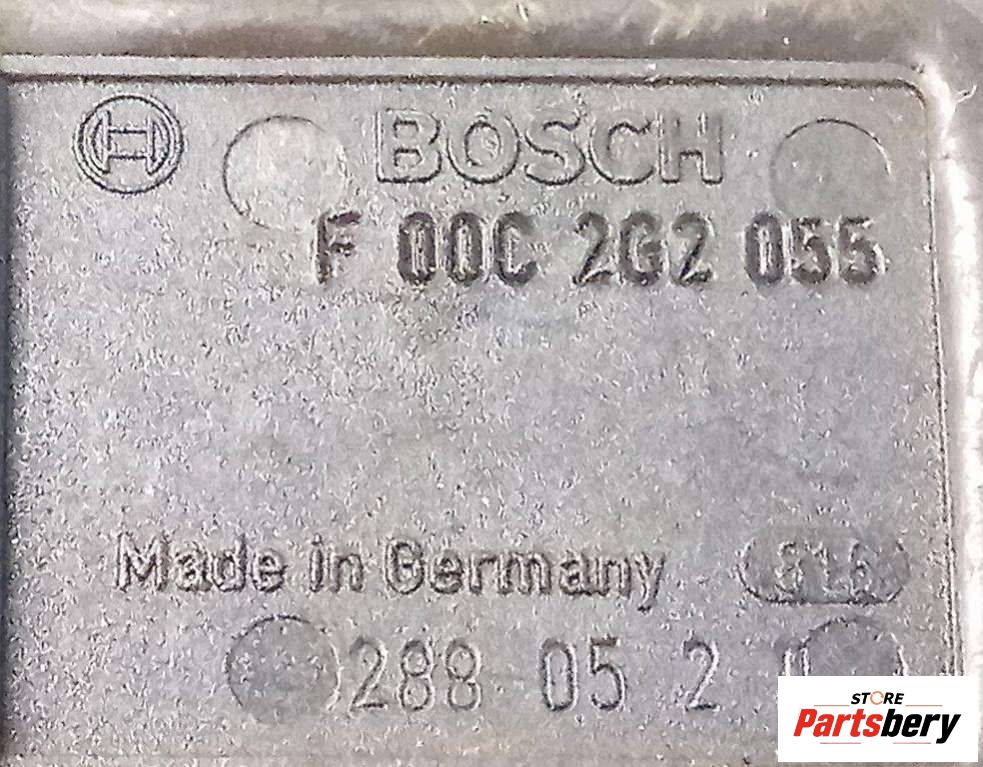 BOSCH
F 00C 2G2 055
Made in Germany
288 05 2
STORE
Partsbery